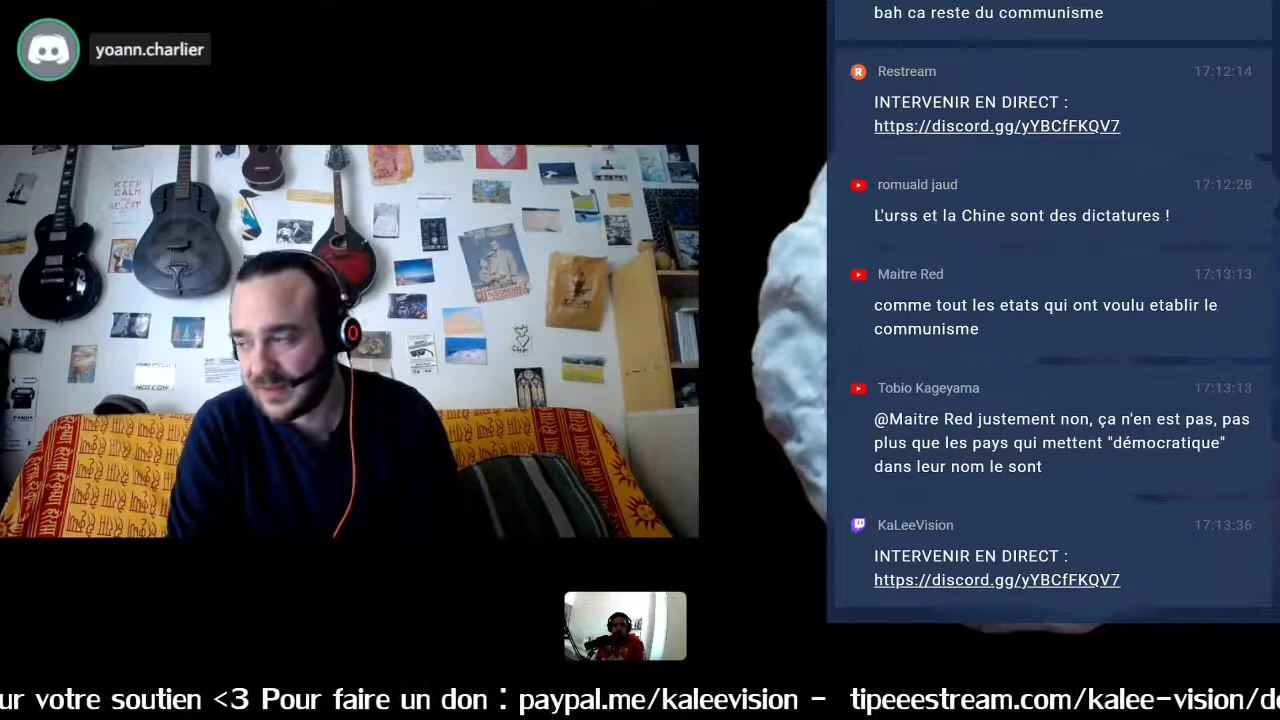 yoann.charlier
KEEP
CALM
INSOUMISE
bah ca reste du communisme
Restream 17:12:14
INTERVENIR EN DIRECT :
https://discord.gg/yYBCfFKQV7
romuald jaud 17:12:28
L'urss et la Chine sont des dictatures !
Maitre Red 17:13:13
comme tout les etats qui ont voulu etablir le
communisme
Tobio Kageyama 17:13:13
@Maitre Red justement non, ça n'en est pas, pas
plus que les pays qui mettent "démocratique"
dans leur nom le sont
KaLeeVision 17:13:36
INTERVENIR EN DIRECT :
https://discord.gg/yYBCfFKQV7
votre soutien <3 Pour faire un don : paypal.me/kaleevision - tipeeestream.com/kalee-vision/